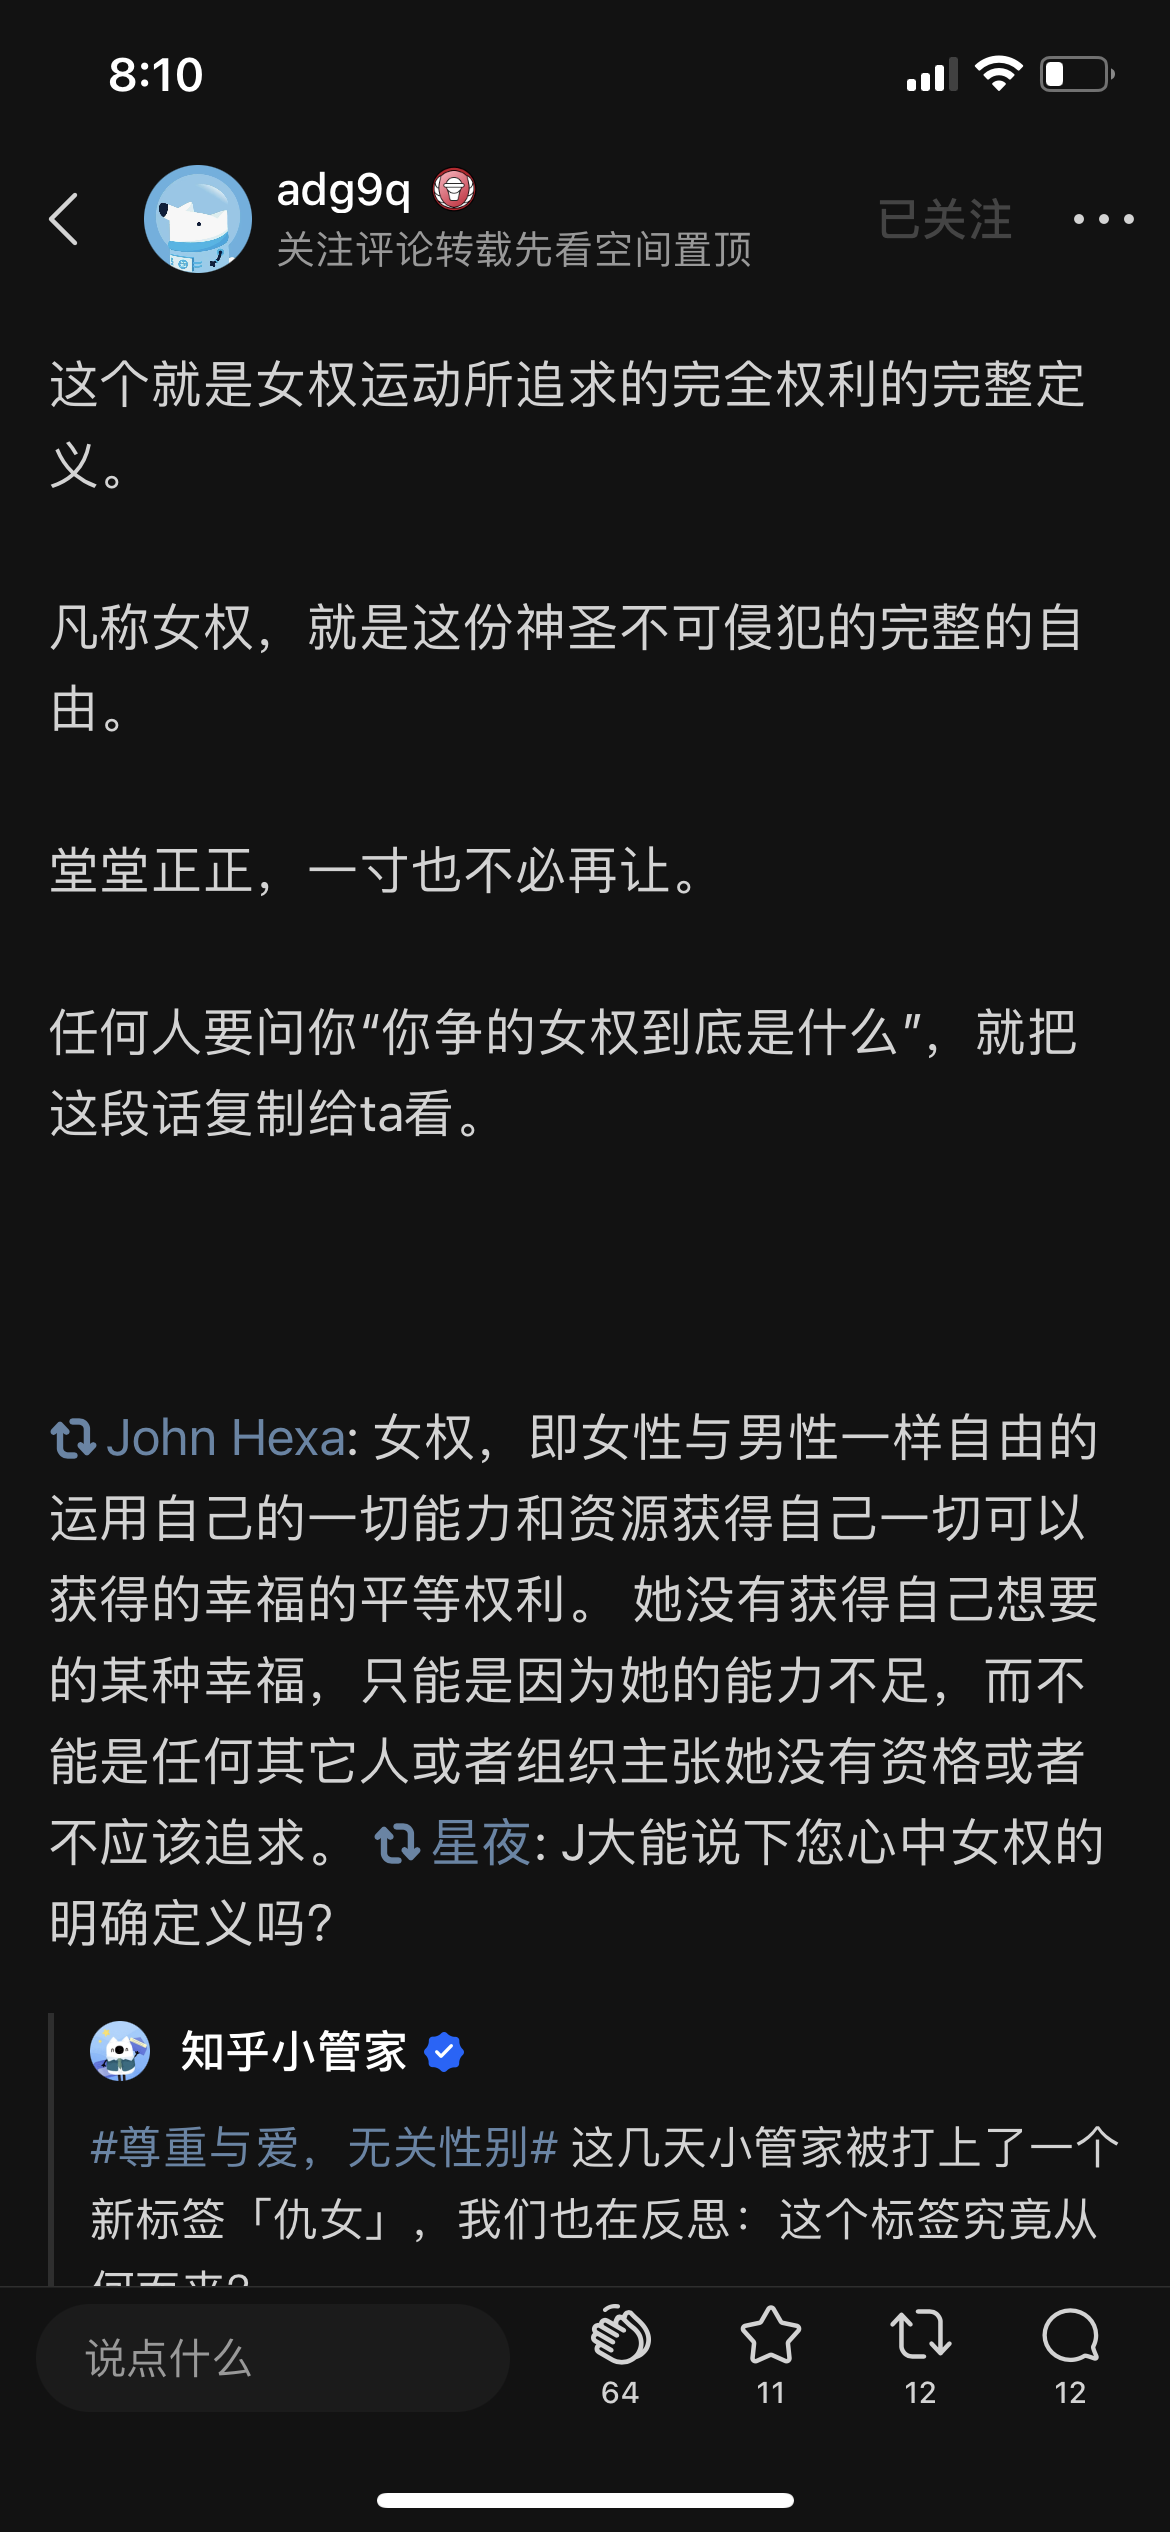 8:10
adg9q
关注评论转载先看空间置顶
已关注
这个就是女权运动所追求的完全权利的完整定
义。
凡称女权，就是这份神圣不可侵犯的完整的自
由。
堂堂正正，一寸也不必再让。
任何人要问你“你争的女权到底是什么”，就把
这段话复制给ta看。
John Hexa: 女权，即女性与男性一样自由的
运用自己的一切能力和资源获得自己一切可以
获得的幸福的平等权利。 她没有获得自己想要
的某种幸福，只能是因为她的能力不足，而不
能是任何其它人或者组织主张她没有资格或者
不应该追求。 星夜: J大能说下您心中女权的
明确定义吗?
知乎小管家
#尊重与爱，无关性别# 这几天小管家被打上了一个
新标签「仇女」，我们也在反思：这个标签究竟从
何而来?
说点什么
64
11
12
12